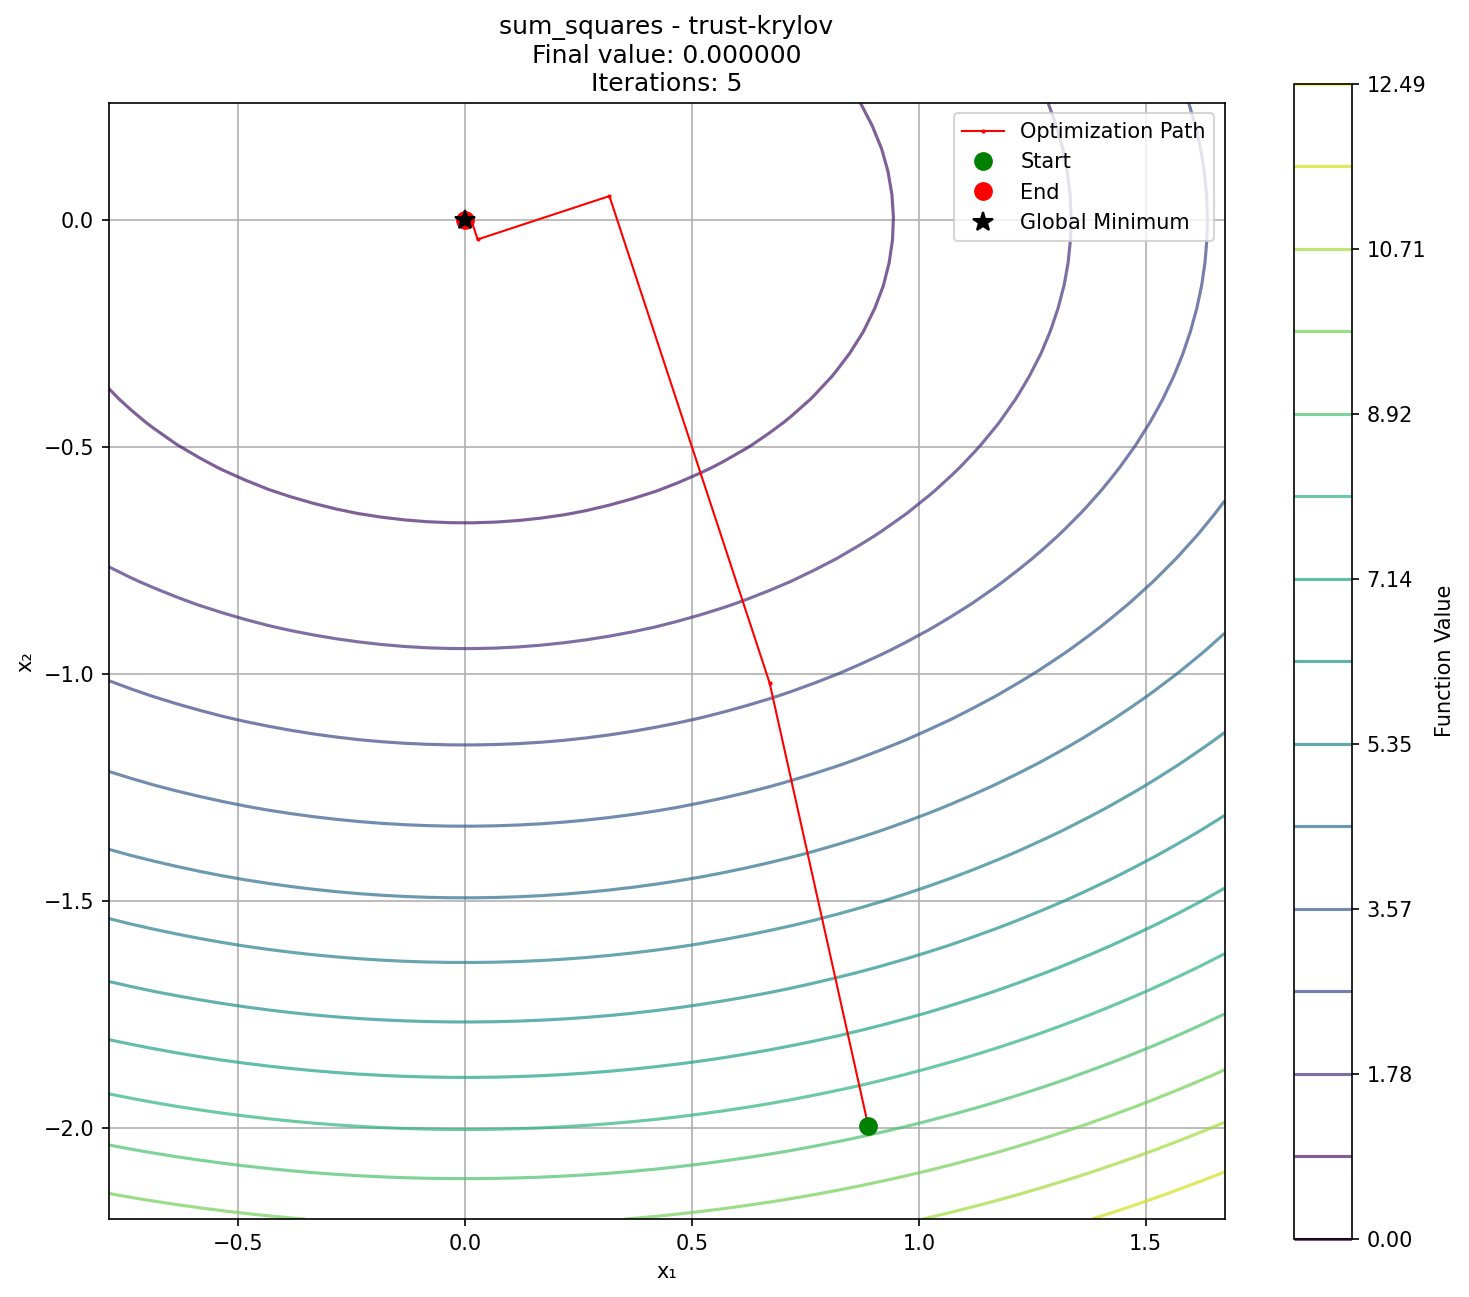 sum_squares - trust-krylov
Final value: 0.000000
Iterations: 5
Optimization Path
Start
End
Global Minimum
0.0
−0.5
−1.0
−1.5
−2.0
x₂
−0.5
0.0
0.5
1.0
1.5
x₁
12.49
10.71
8.92
7.14
5.35
3.57
1.78
0.00
Function Value